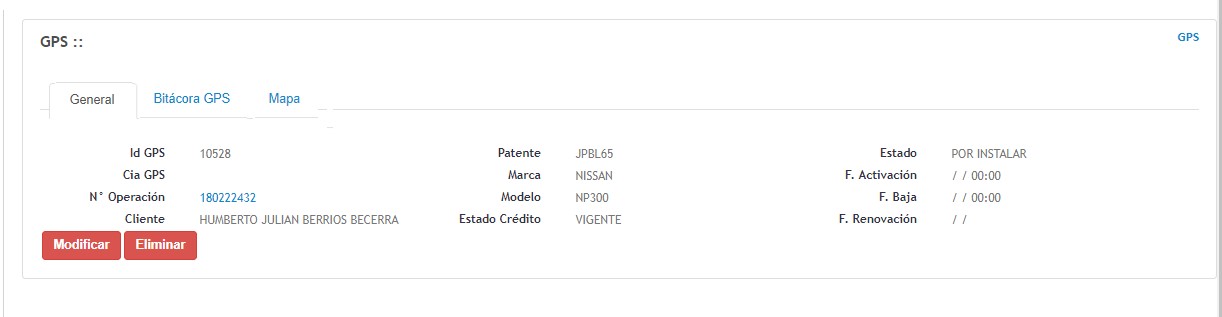 GPS ::
GPS
General Bitácora GPS Mapa
Id GPS 10528 Patente JPBL65 Estado POR INSTALAR
Cia GPS Marca NISSAN F. Activación / / 00:00
N° Operación 180222432 Modelo NP300 F. Baja / / 00:00
Cliente HUMBERTO JULIAN BERRIOS BECERRA Estado Crédito VIGENTE F. Renovación / /
Modificar Eliminar